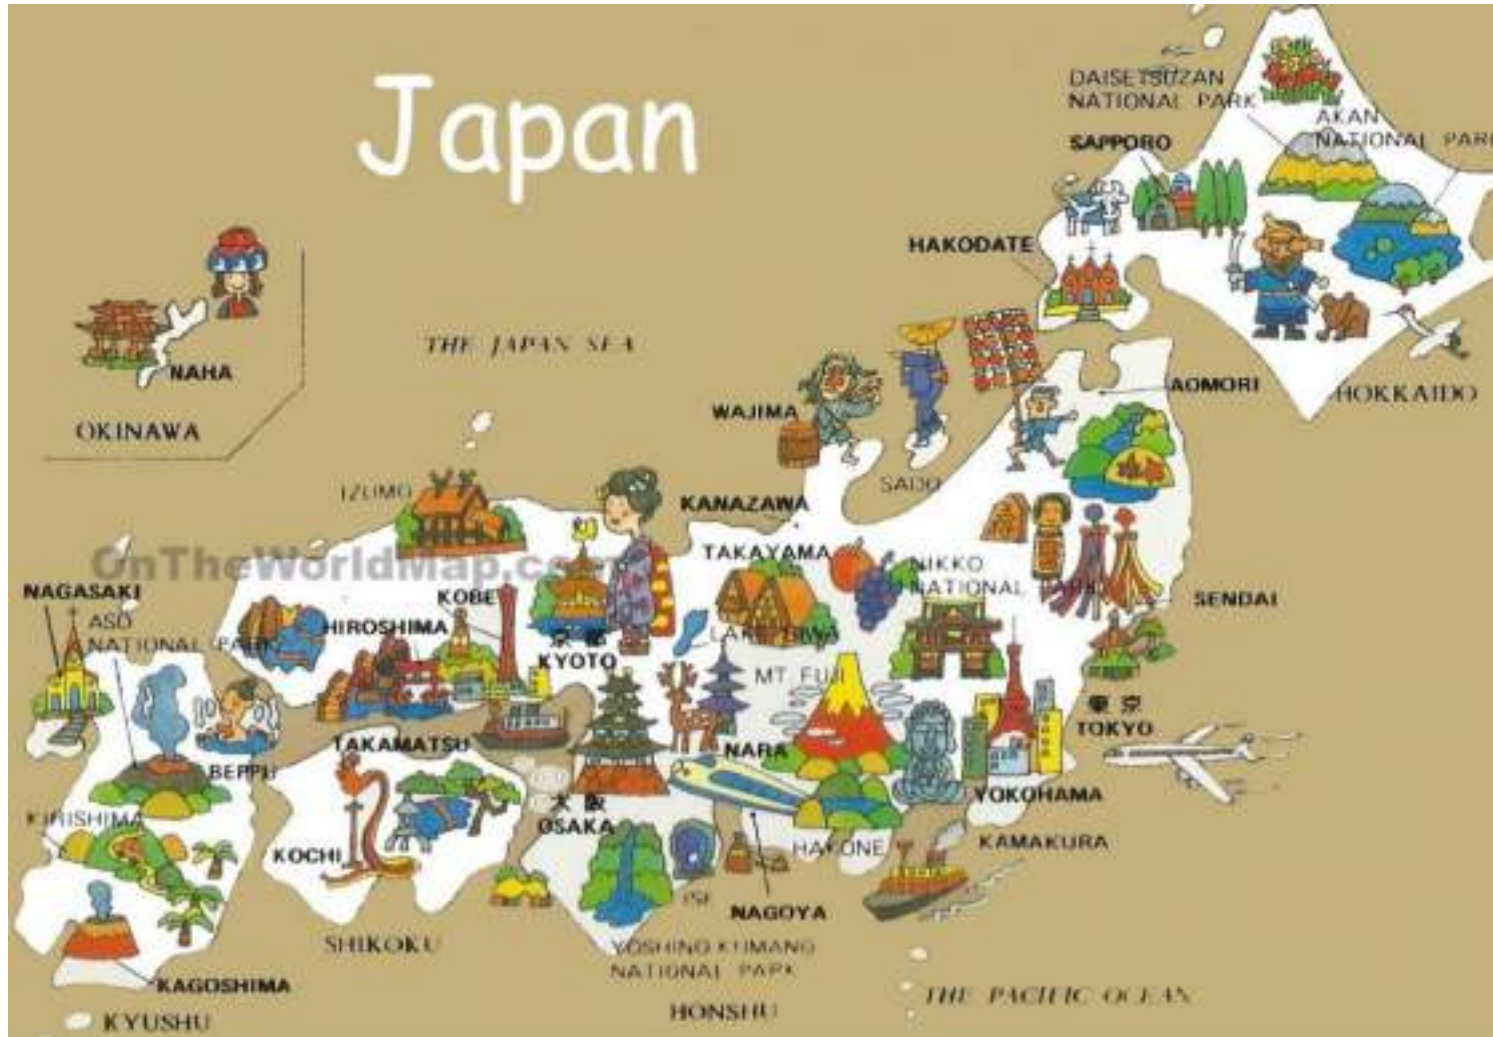 Japan
DAISETSUZAN
NATIONAL PARK
AKAN
NATIONAL PARK
SAPPORO
HAKODATE
HOKKAIDO
AOMORI
THE JAPAN SEA
NAHA
OKINAWA
WAJIMA
SADO
IZUMO
KANAZAWA
TAKAYAMA
NIKKO
NATIONAL PARK
SENDAI
OnTheWorldMap.com
NAGASAKI
ASO
NATIONAL PARK
KOBE
HIROSHIMA
京都
KYOTO
LAKE BIWA
MT FUJI
東京
TOKYO
TAKAMATSU
NARA
BEPPU
YOKOHAMA
大阪
OSAKA
KIRISHIMA
KOCHI
HAKONE
KAMAKURA
ISE
NAGOYA
SHIKOKU
YOSHINO KUMANO
NATIONAL PARK
KAGOSHIMA
THE PACIFIC OCEAN
HONSHU
KYUSHU